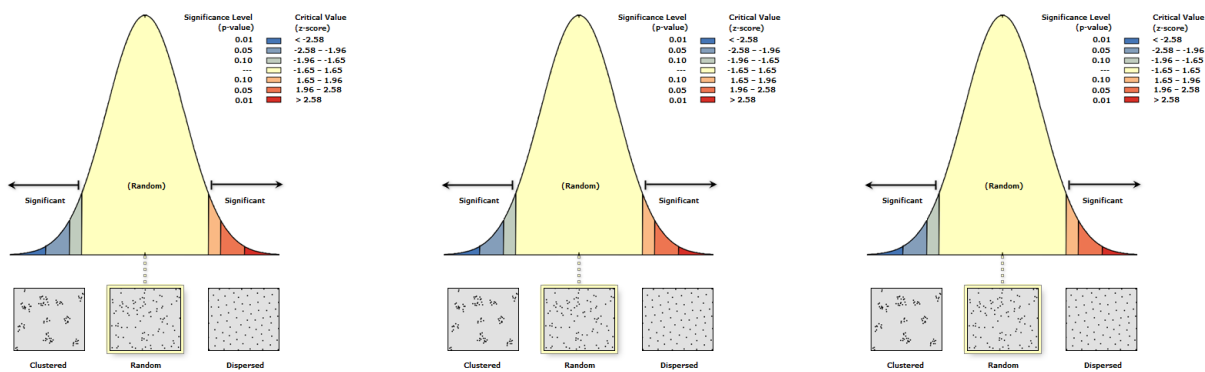 Significance Level Critical Value
(p-value) (z-score)
0.01 < -2.58
0.05 -2.58 – -1.96
0.10 -1.96 – -1.65
--- -1.65 – 1.65
0.10 1.65 – 1.96
0.05 1.96 – 2.58
0.01 > 2.58
(Random)
Significant Significant
Clustered Random Dispersed
Significance Level Critical Value
(p-value) (z-score)
0.01 < -2.58
0.05 -2.58 – -1.96
0.10 -1.96 – -1.65
--- -1.65 – 1.65
0.10 1.65 – 1.96
0.05 1.96 – 2.58
0.01 > 2.58
(Random)
Significant Significant
Clustered Random Dispersed
Significance Level Critical Value
(p-value) (z-score)
0.01 < -2.58
0.05 -2.58 – -1.96
0.10 -1.96 – -1.65
--- -1.65 – 1.65
0.10 1.65 – 1.96
0.05 1.96 – 2.58
0.01 > 2.58
(Random)
Significant Significant
Clustered Random Dispersed